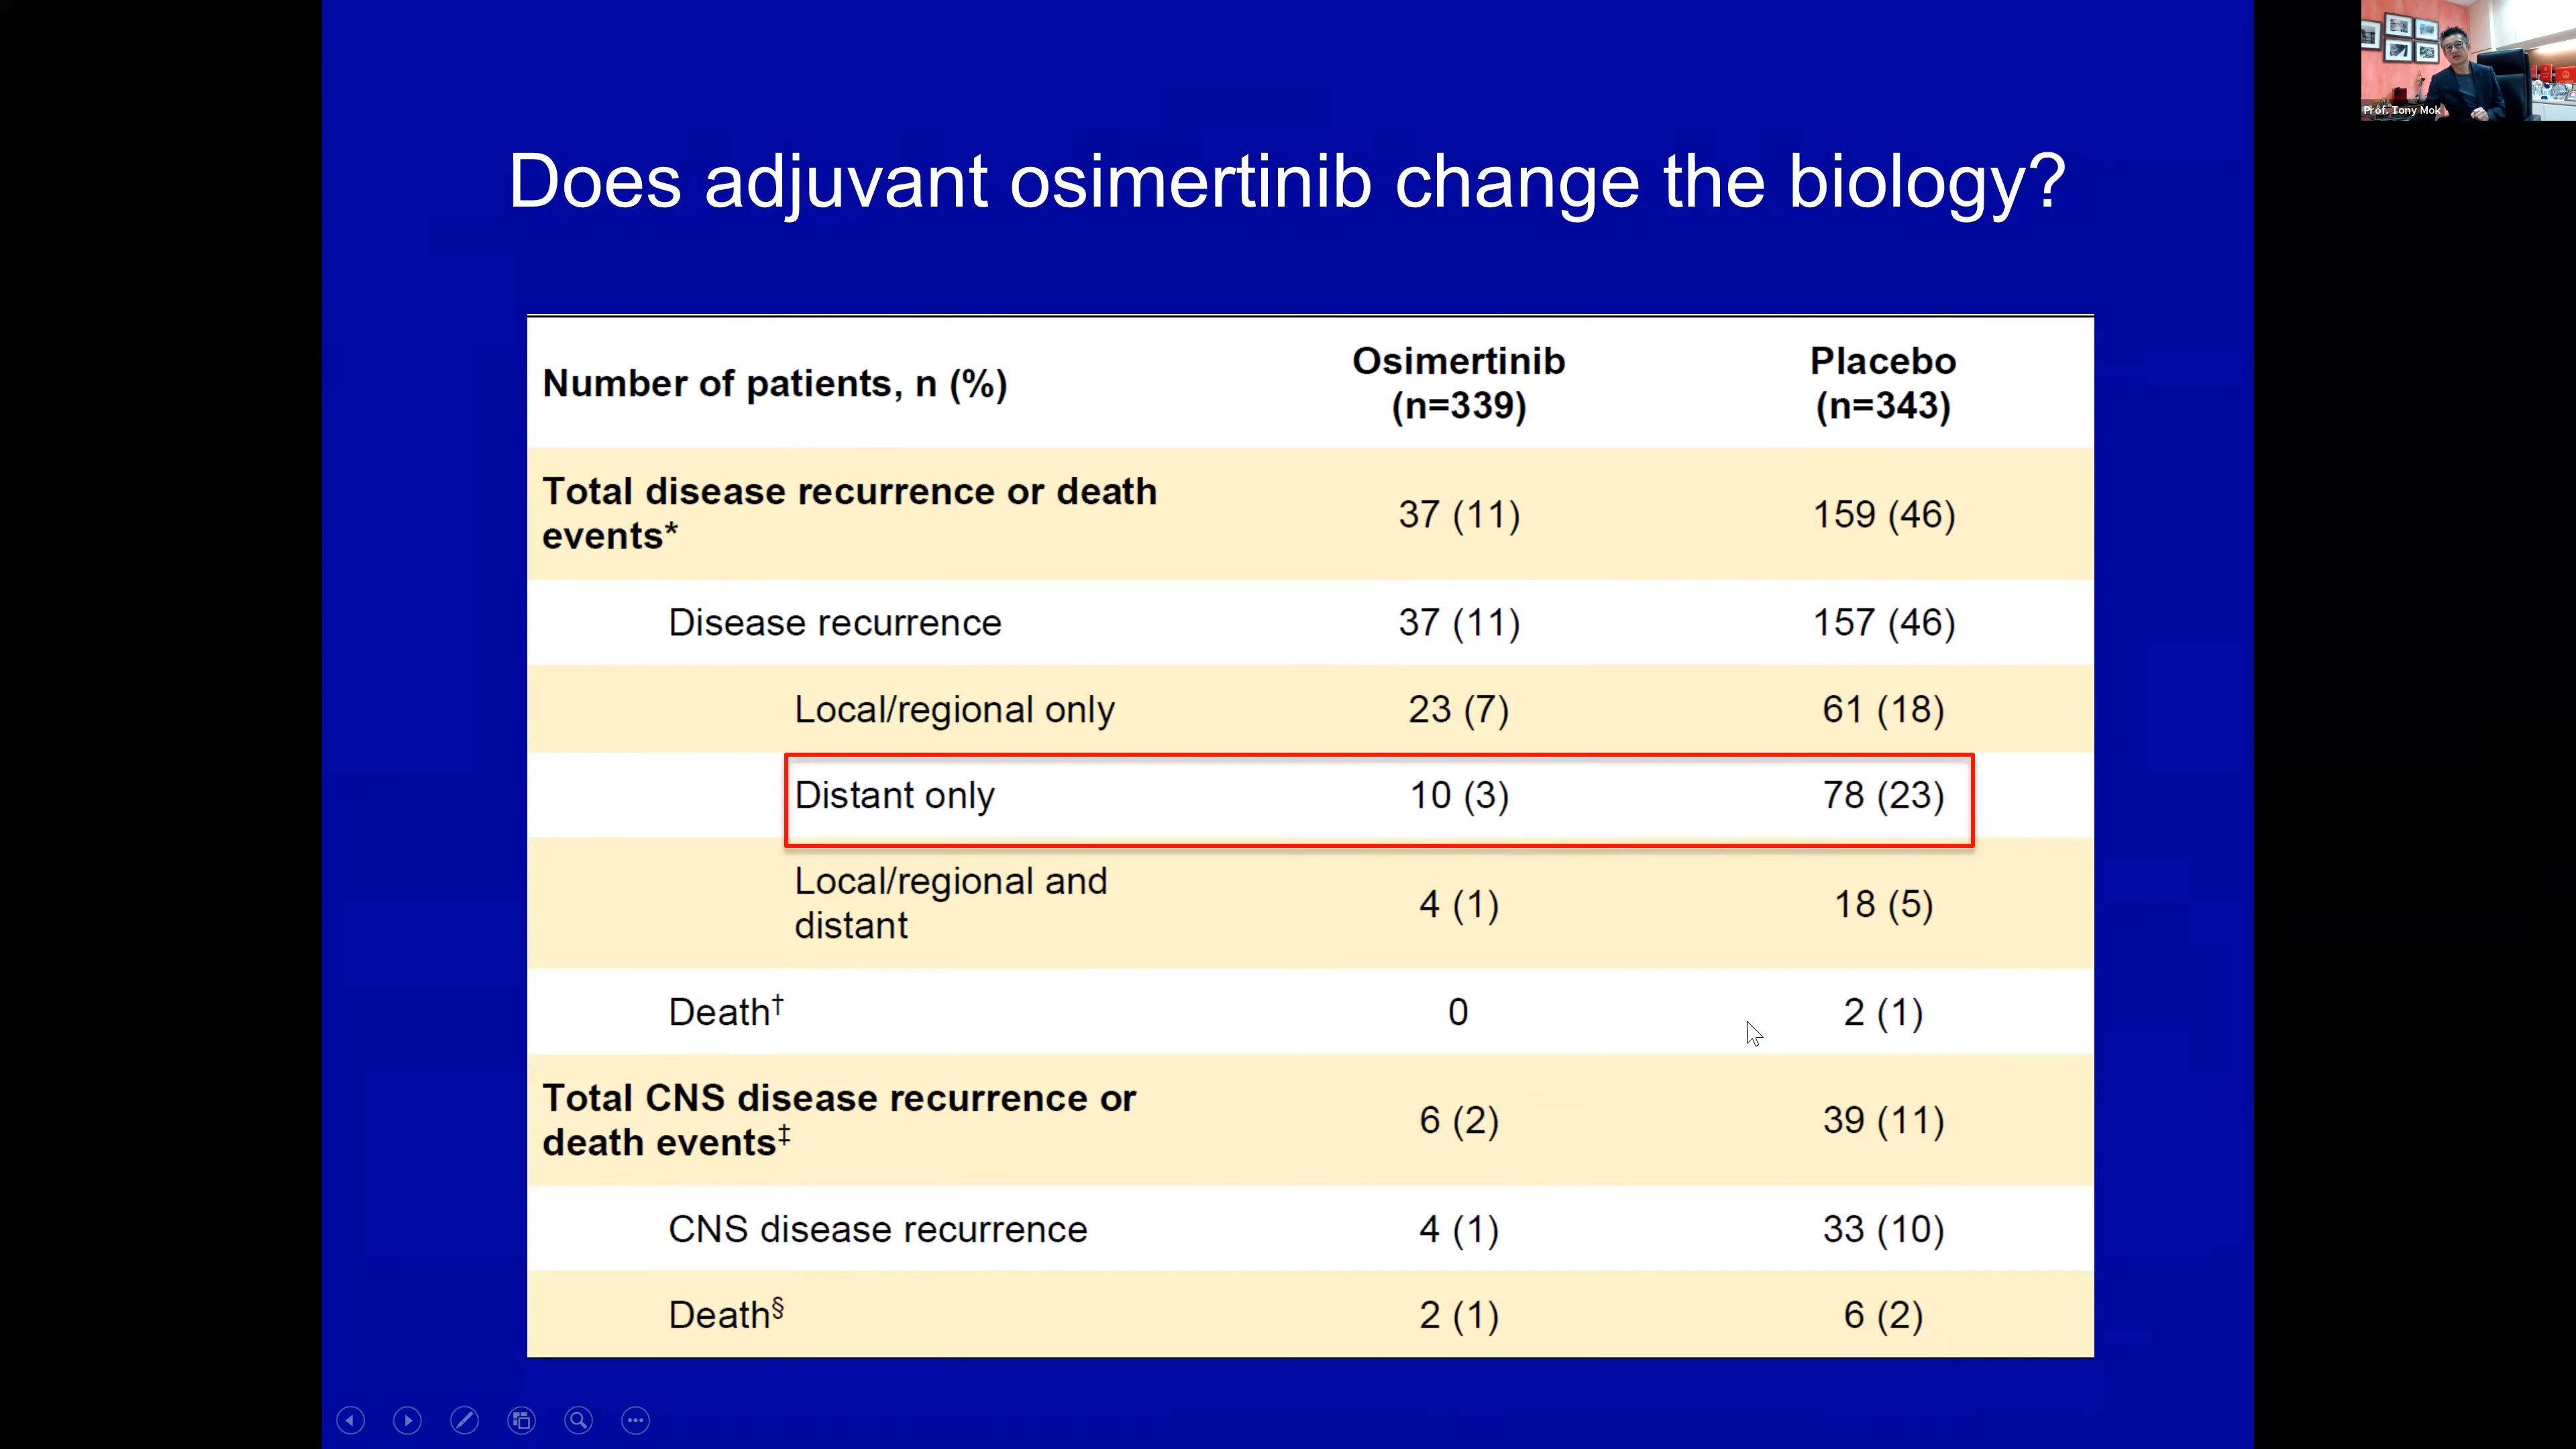 Prof. Tony Mok
Does adjuvant osimertinib change the biology?
Number of patients, n (%)
Osimertinib
(n=339)
Placebo
(n=343)
Total disease recurrence or death
events*
37 (11)
159 (46)
Disease recurrence
37 (11)
157 (46)
Local/regional only
23 (7)
61 (18)
Distant only
10 (3)
78 (23)
Local/regional and
distant
4 (1)
18 (5)
Death†
0
2 (1)
Total CNS disease recurrence or
death events‡
6 (2)
39 (11)
CNS disease recurrence
4 (1)
33 (10)
Death§
2 (1)
6 (2)